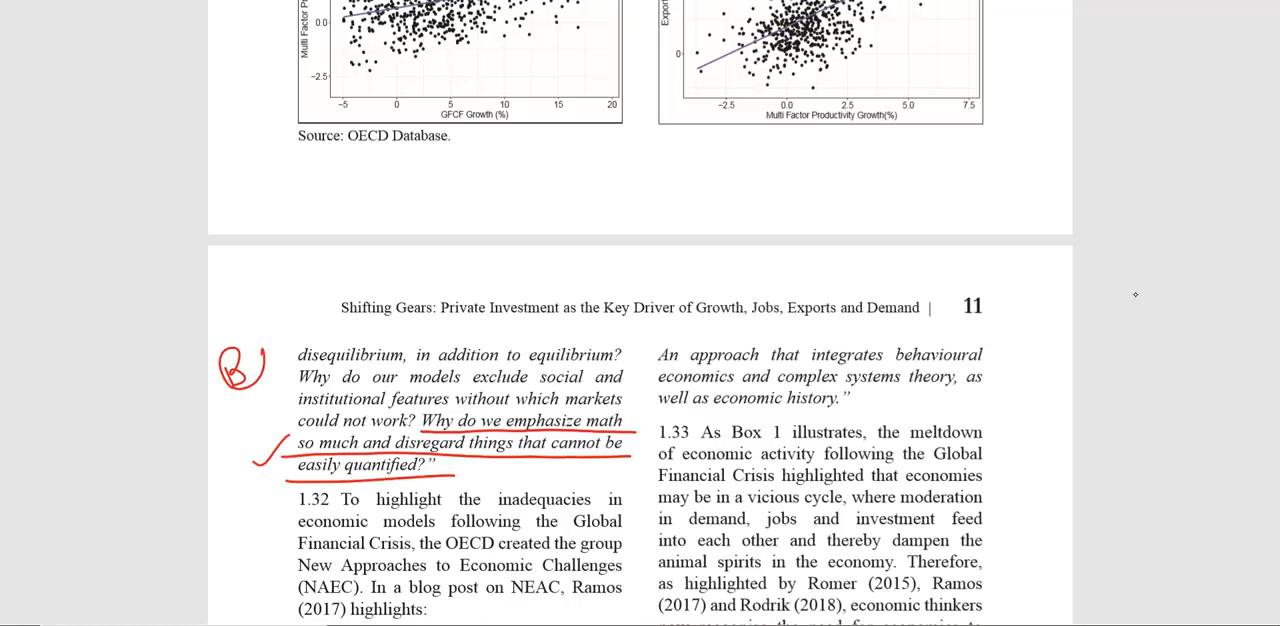 Multi Factor Pr
0.0
−2.5
−5
0
5
10
15
20
GFCF Growth (%)
Export
0
−2.5
0.0
2.5
5.0
7.5
Multi Factor Productivity Growth(%)
Source: OECD Database.
Shifting Gears: Private Investment as the Key Driver of Growth, Jobs, Exports and Demand | 11
B
disequilibrium, in addition to equilibrium?
Why do our models exclude social and
institutional features without which markets
could not work? Why do we emphasize math
so much and disregard things that cannot be
easily quantified?”
1.32 To highlight the inadequacies in
economic models following the Global
Financial Crisis, the OECD created the group
New Approaches to Economic Challenges
(NAEC). In a blog post on NEAC, Ramos
(2017) highlights:
An approach that integrates behavioural
economics and complex systems theory, as
well as economic history.”
1.33 As Box 1 illustrates, the meltdown
of economic activity following the Global
Financial Crisis highlighted that economies
may be in a vicious cycle, where moderation
in demand, jobs and investment feed
into each other and thereby dampen the
animal spirits in the economy. Therefore,
as highlighted by Romer (2015), Ramos
(2017) and Rodrik (2018), economic thinkers